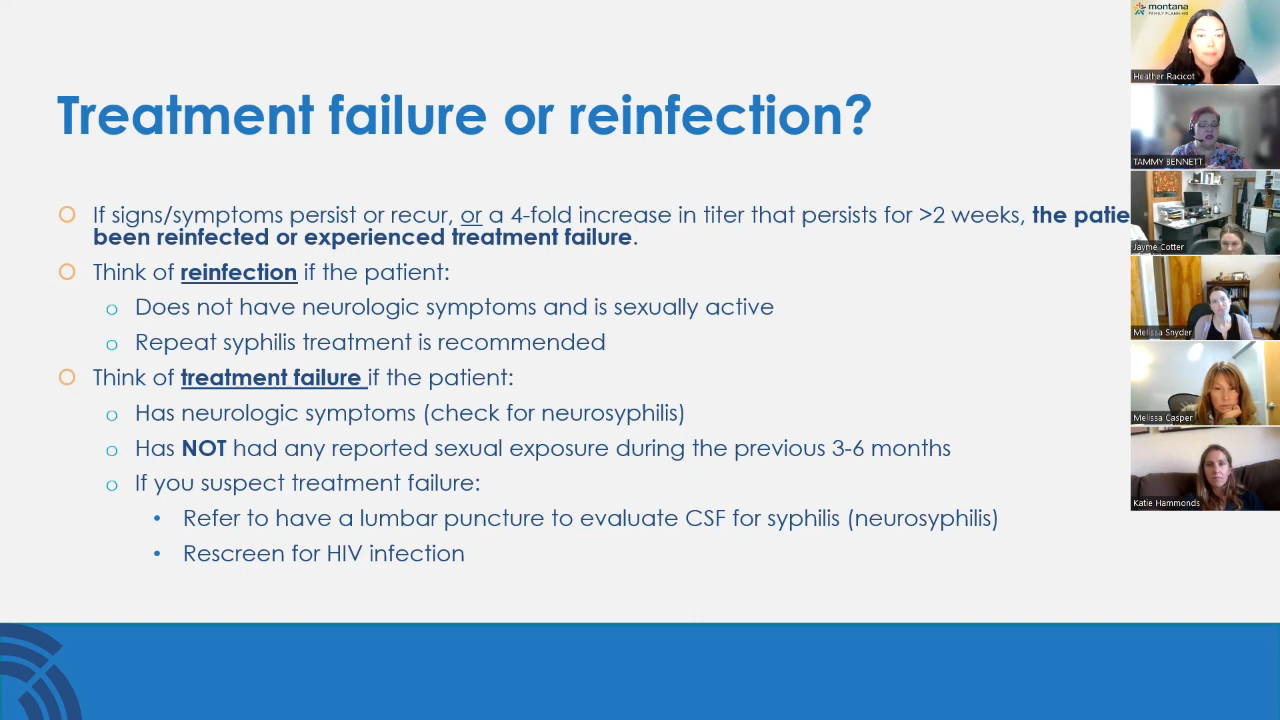 Treatment failure or reinfection?
If signs/symptoms persist or recur, or a 4-fold increase in titer that persists for >2 weeks, the patie
been reinfected or experienced treatment failure.
Think of reinfection if the patient:
Does not have neurologic symptoms and is sexually active
Repeat syphilis treatment is recommended
Think of treatment failure if the patient:
Has neurologic symptoms (check for neurosyphilis)
Has NOT had any reported sexual exposure during the previous 3-6 months
If you suspect treatment failure:
Refer to have a lumbar puncture to evaluate CSF for syphilis (neurosyphilis)
Rescreen for HIV infection
montana
FAMILY PLANNING
Heather Racicot
TAMMY BENNETT
Jayme Cotter
Melissa Snyder
Melissa Casper
Katie Hammonds